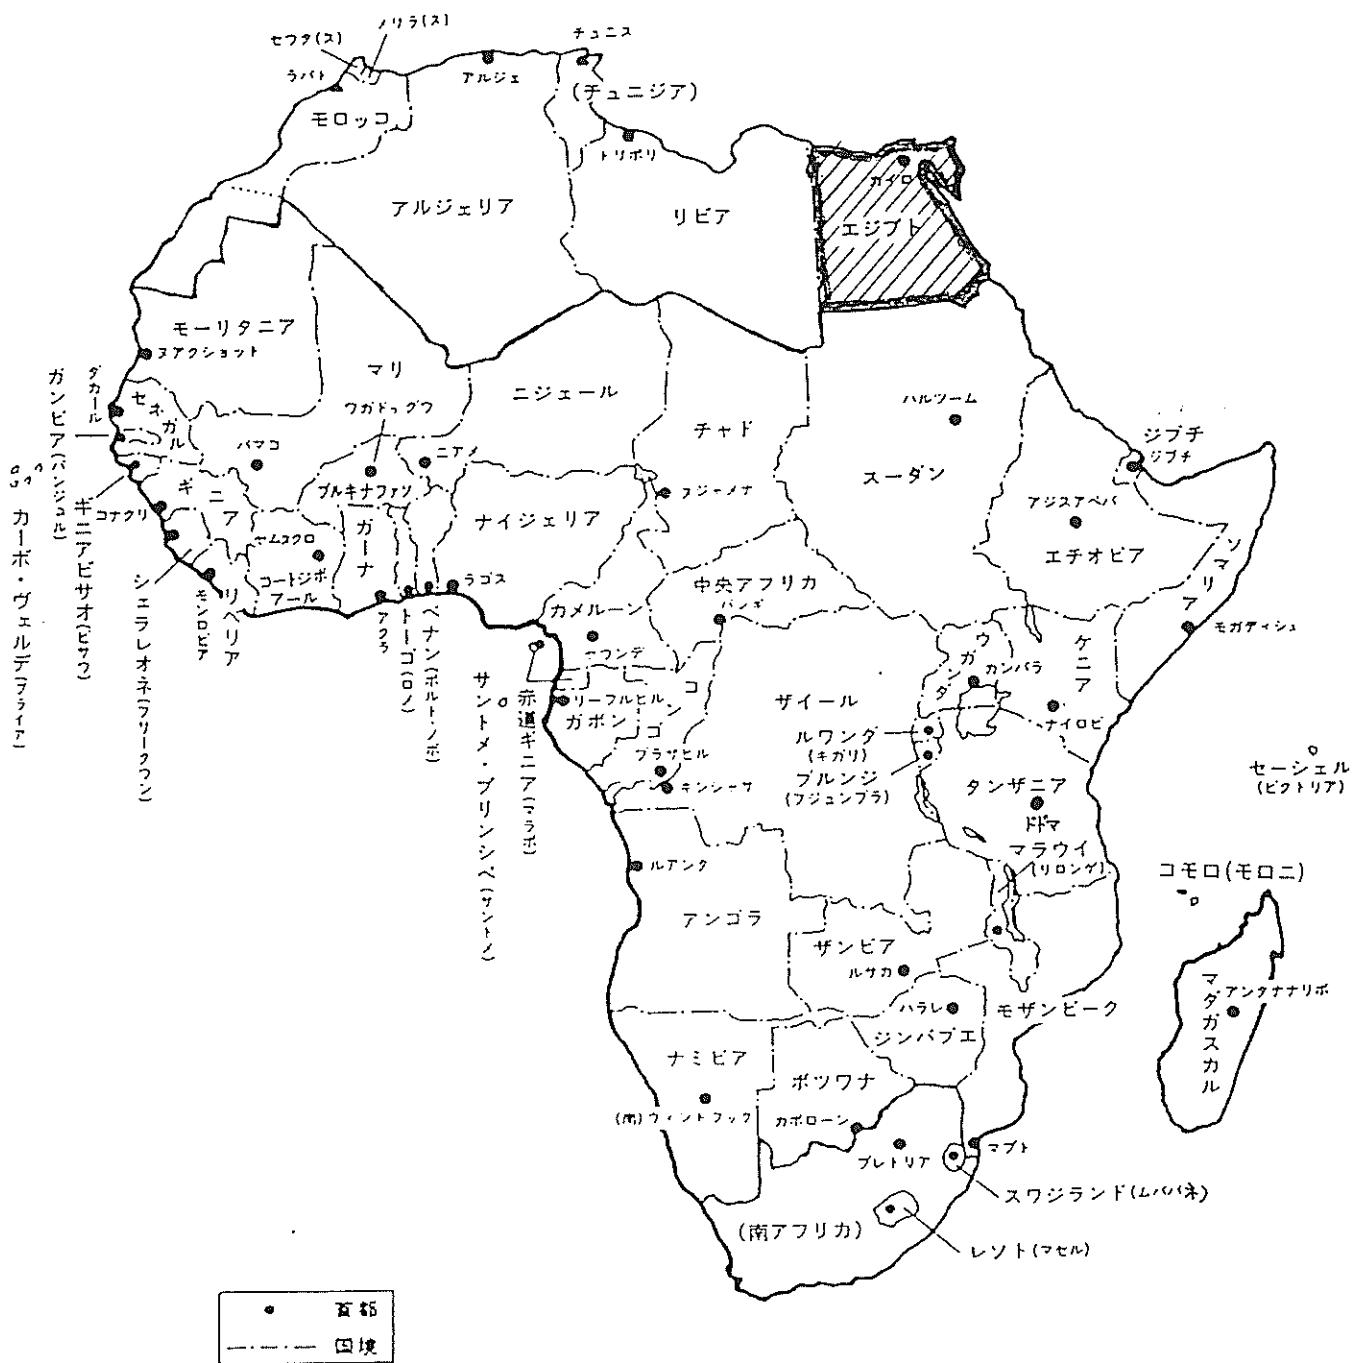 セウタ(ス)
メリラ(ス)
チュニス
ラバト
アルジェ
(チュニジア)
モロッコ
トリポリ
カイロ
アルジェリア
リビア
エジプト
モーリタニア
ヌアクショット
マリ
ニジェール
ダカール
セネガル
ワガドゥグウ
チャド
ハルツーム
ガンビア(バンジュル)
バマコ
ニアメ
ジブチ
ジブチ
スーダン
ギニア
ブルキナファソ
ンジャメナ
アジスアベバ
ナイジェリア
エチオピア
コナクリ
ガーナ
ヤムスクロ
ソマリア
カーボ・ヴェルデ(プライア)
ギニアビサオ(ビサウ)
シェラレオネ(フリータウン)
モンロビア
リベリア
コートジボアール
アクラ
トーゴ(ロメ)
ベナン(ポルト・ノボ)
ラゴス
中央アフリカ
バンギ
カメルーン
ヤウンデ
モガディシュ
ウガンダ
カンパラ
ケニア
ナイロビ
サントメ・プリンシペ(サントメ)
赤道ギニア(マラボ)
リーブルビル
ガボン
コンゴ
ザイール
ルワンダ
(キガリ)
ブルンジ
(ブジュンブラ)
ブラザビル
キンシャサ
タンザニア
ドドマ
セーシェル
(ビクトリア)
マラウイ
(リロングェ)
ルアンダ
コモロ(モロニ)
アンゴラ
ザンビア
ルサカ
マダガスカル
アンタナナリボ
ハラレ
モザンビーク
ジンバブエ
ナミビア
ボツワナ
(南)ウィントフック
ガボローン
プレトリア
マプト
スワジランド(ムババネ)
(南アフリカ)
レソト(マセル)
首都
国境